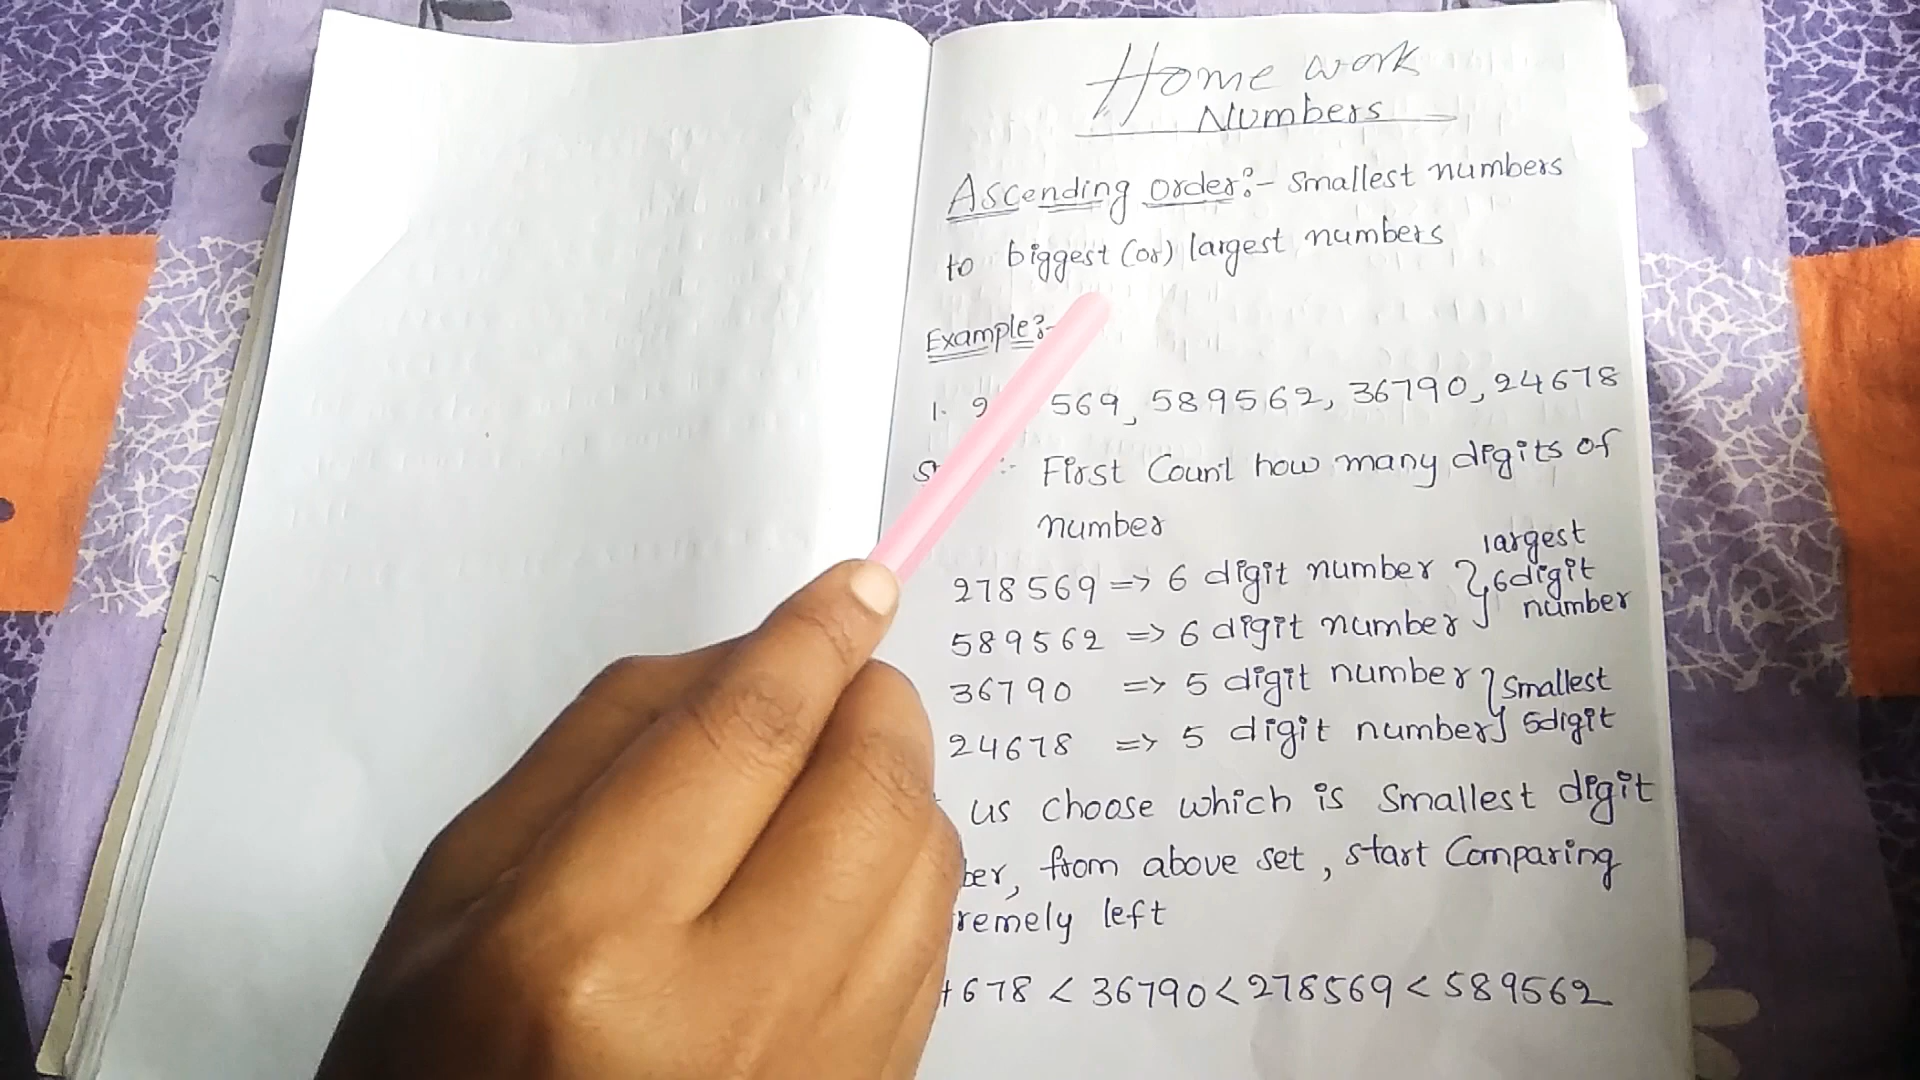 Home work
Numbers
Ascending order:- Smallest numbers
to biggest (or) largest numbers
Example:-
1. 569, 589562, 36790, 24678
:- First Count how many digits of
number
278569 => 6 digit number } largest
6digit
number
589562 => 6 digit number
36790 => 5 digit number } Smallest
24678 => 5 digit number } 5digit
us choose which is Smallest digit
ber, from above set, start Comparing
remely left
678 < 36790 < 278569 < 589562